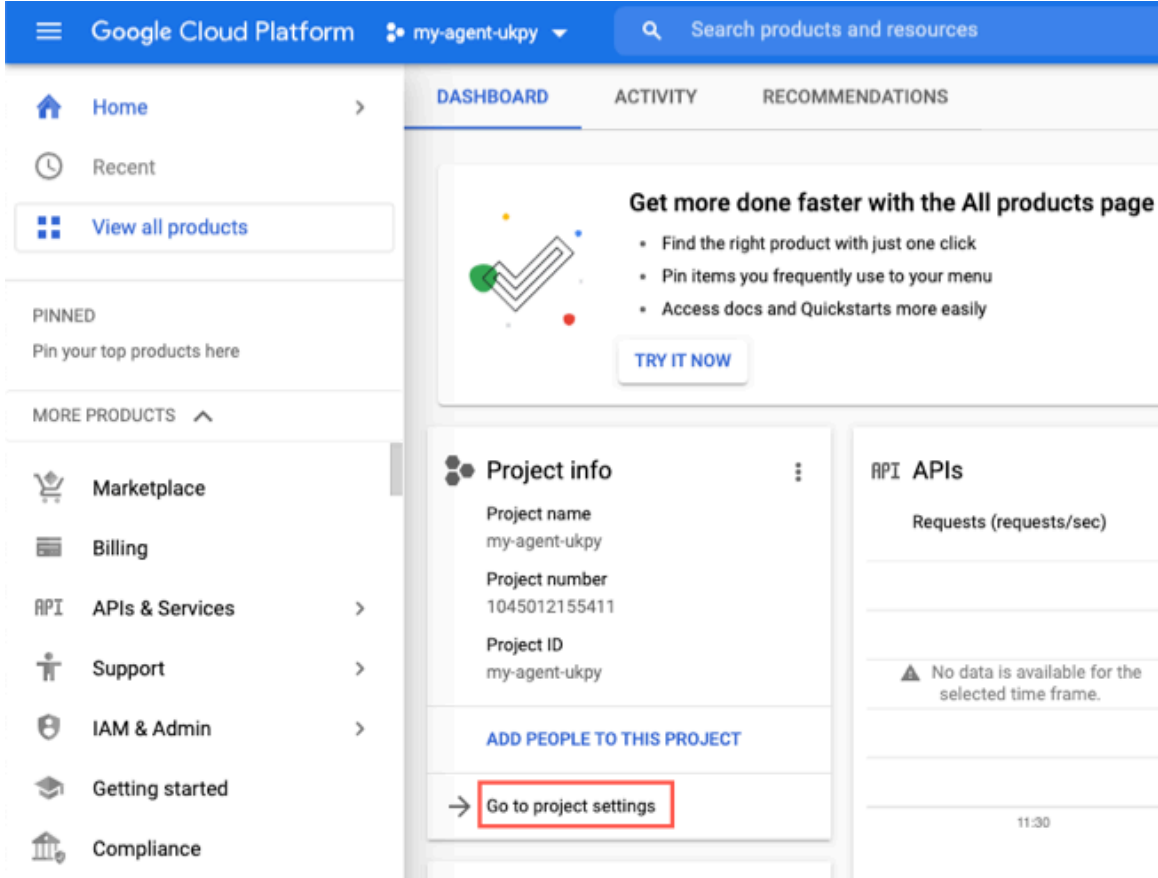 Google Cloud Platform
my-agent-ukpy
Search products and resources
Home
Recent
View all products
PINNED
Pin your top products here
MORE PRODUCTS
Marketplace
Billing
API APIs & Services
Support
IAM & Admin
Getting started
Compliance
DASHBOARD
ACTIVITY
RECOMMENDATIONS
Get more done faster with the All products page
• Find the right product with just one click
• Pin items you frequently use to your menu
• Access docs and Quickstarts more easily
TRY IT NOW
Project info
Project name
my-agent-ukpy
Project number
1045012155411
Project ID
my-agent-ukpy
ADD PEOPLE TO THIS PROJECT
Go to project settings
API APIs
Requests (requests/sec)
No data is available for the
selected time frame.
11:30